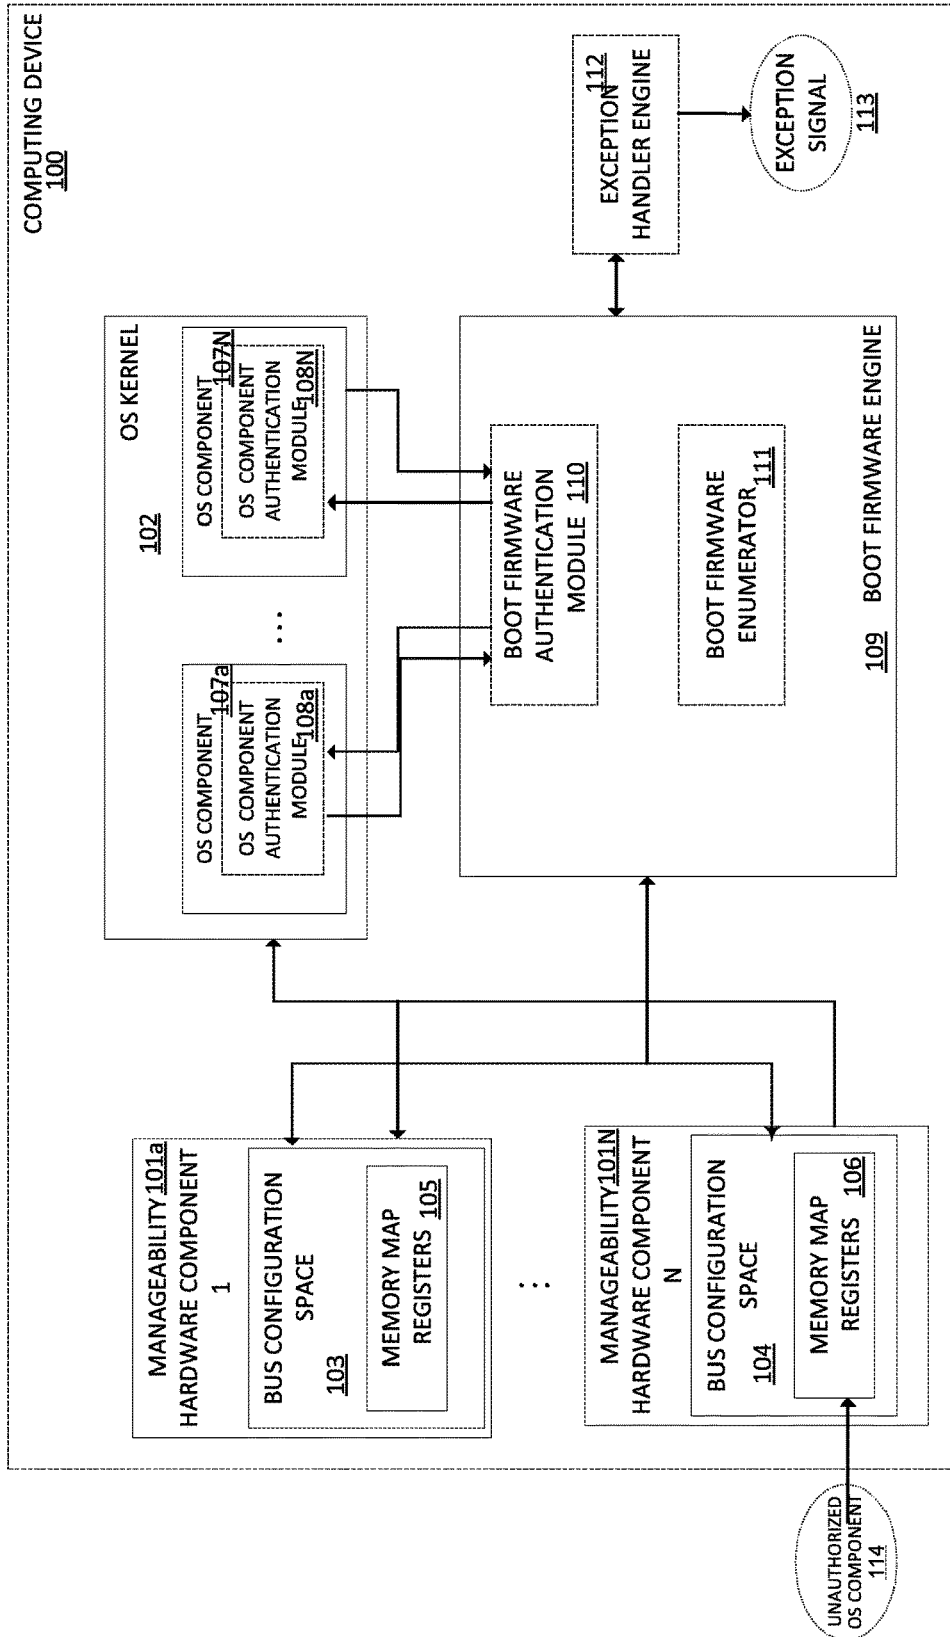 COMPUTING DEVICE
100
MANAGEABILITY 101a
HARDWARE COMPONENT
1
BUS CONFIGURATION
SPACE
103
MEMORY MAP
REGISTERS 105
...
MANAGEABILITY 101N
HARDWARE COMPONENT
N
BUS CONFIGURATION
SPACE
104
MEMORY MAP
REGISTERS 106
UNAUTHORIZED
OS COMPONENT
114
OS KERNEL
102
OS COMPONENT 107a
OS COMPONENT
AUTHENTICATION
MODULE 108a
...
OS COMPONENT 107N
OS COMPONENT
AUTHENTICATION
MODULE 108N
BOOT FIRMWARE
AUTHENTICATION
MODULE 110
BOOT FIRMWARE
ENUMERATOR 111
109 BOOT FIRMWARE ENGINE
112
EXCEPTION
HANDLER ENGINE
EXCEPTION
SIGNAL
113